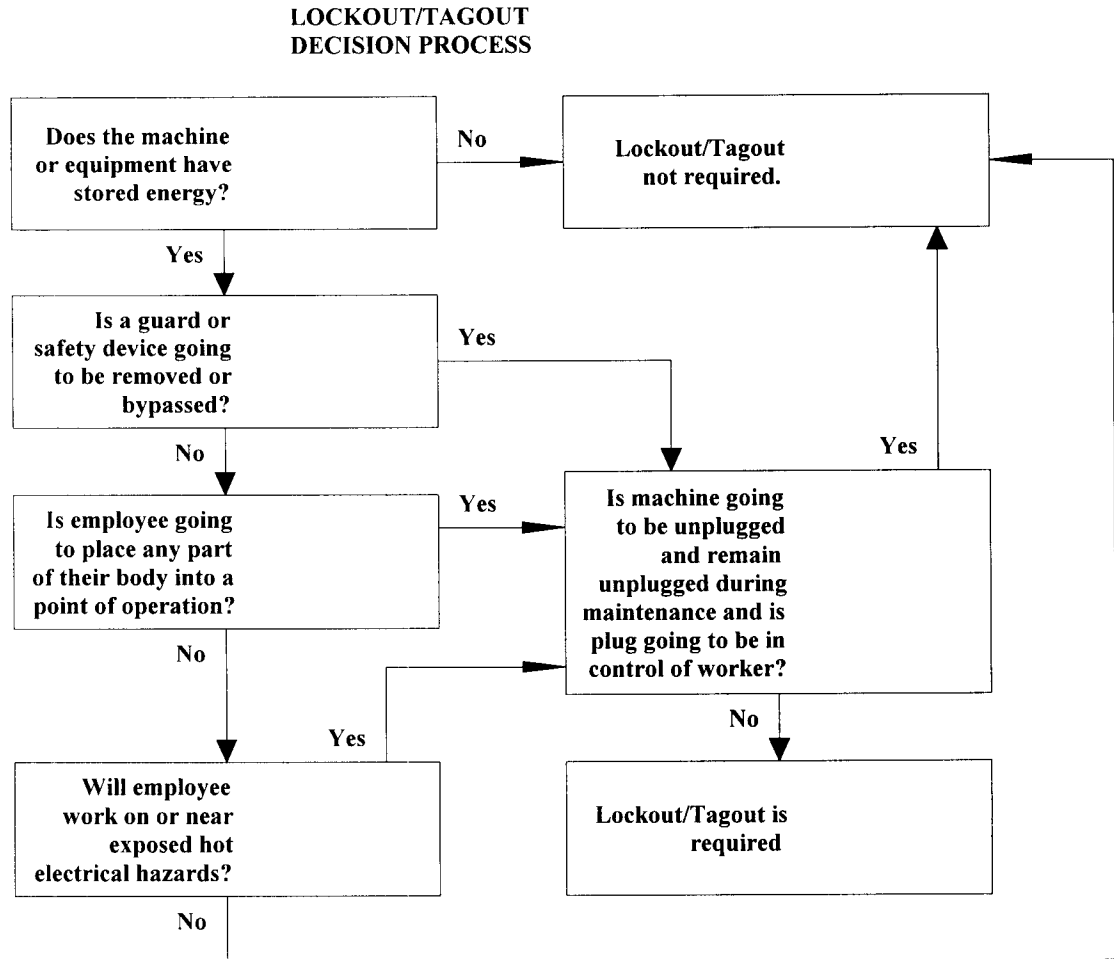 LOCKOUT/TAGOUT
DECISION PROCESS
Does the machine
or equipment have
stored energy?
No
Lockout/Tagout
not required.
Yes
Is a guard or
safety device going
to be removed or
bypassed?
Yes
No
Yes
Is employee going
to place any part
of their body into a
point of operation?
Yes
Is machine going
to be unplugged
and remain
unplugged during
maintenance and is
plug going to be in
control of worker?
No
No
Yes
Will employee
work on or near
exposed hot
electrical hazards?
Lockout/Tagout is
required
No